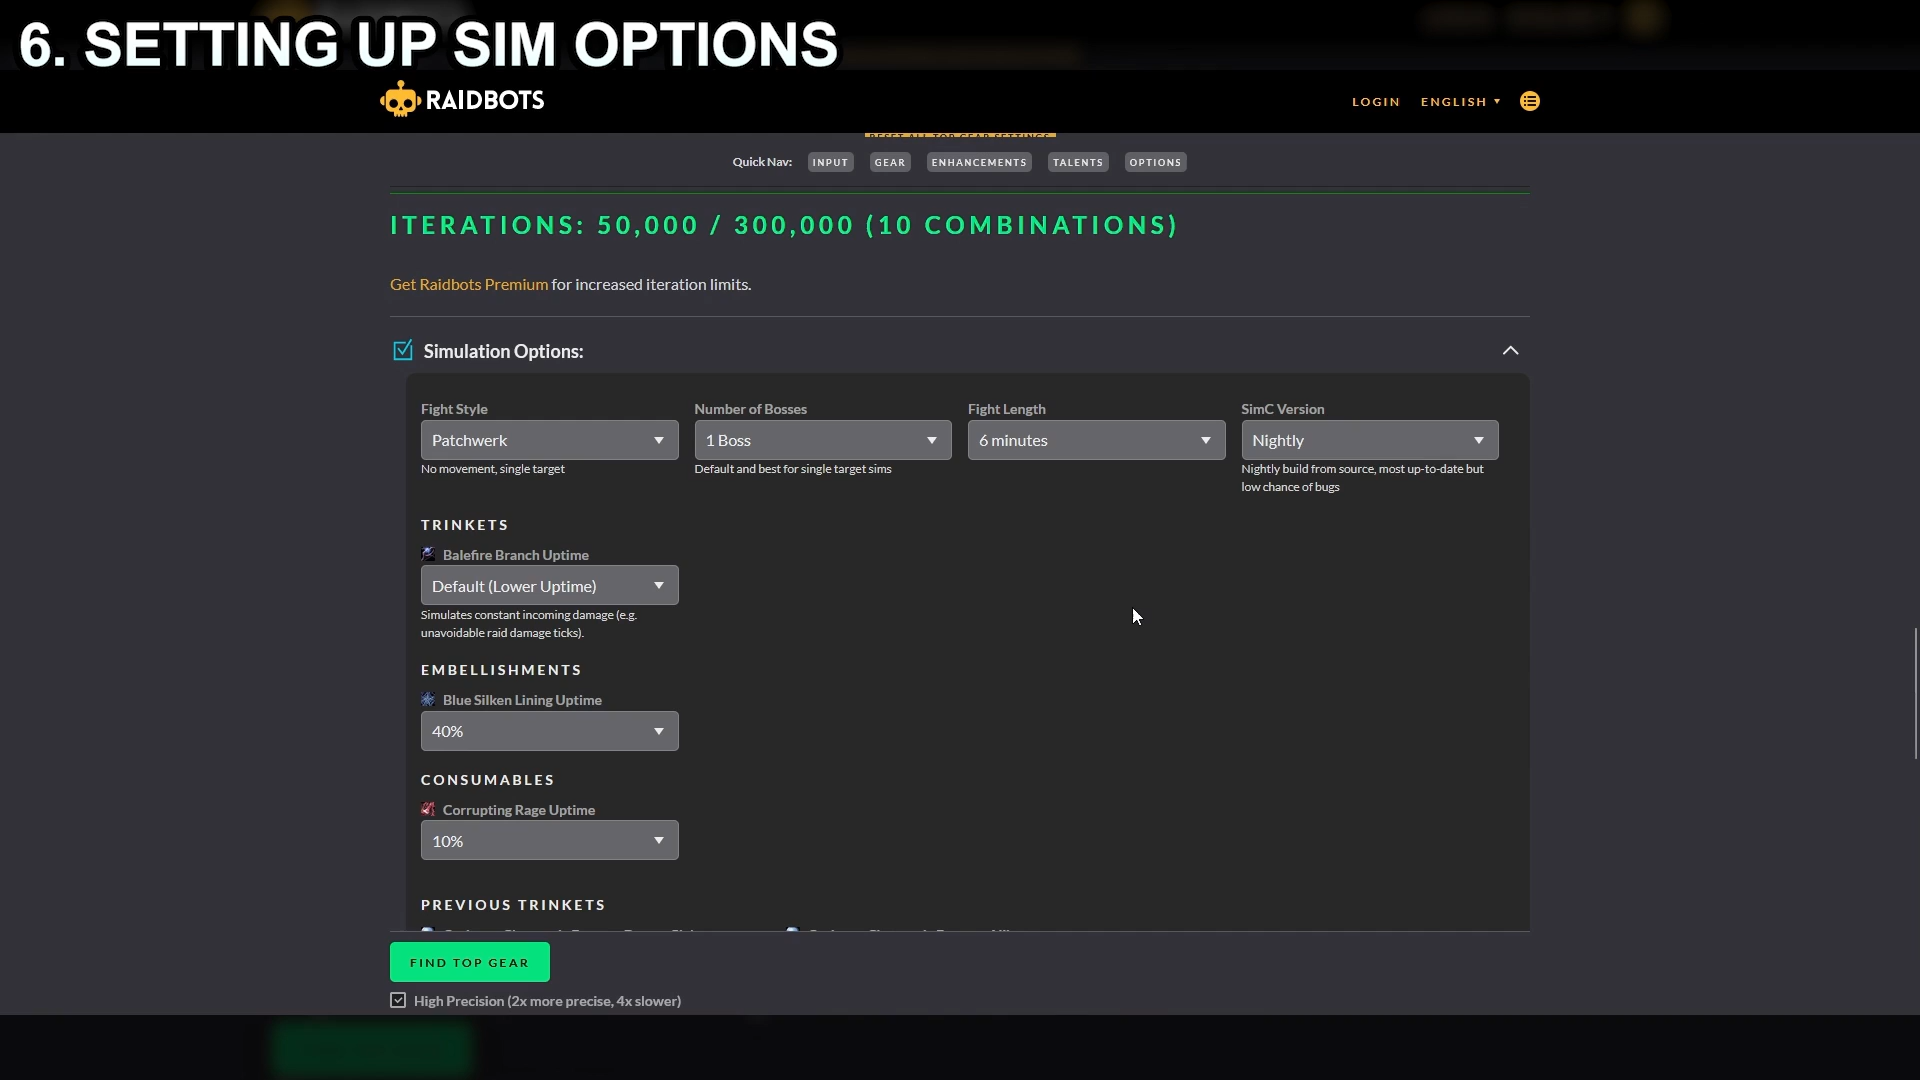 6. SETTING UP SIM OPTIONS
RAIDBOTS
LOGIN
ENGLISH
RESET ALL TOP GEAR SETTINGS
Quick Nav:
INPUT
GEAR
ENHANCEMENTS
TALENTS
OPTIONS
ITERATIONS: 50,000 / 300,000 (10 COMBINATIONS)
Get Raidbots Premium for increased iteration limits.
Simulation Options:
Fight Style
Number of Bosses
Fight Length
SimC Version
Patchwerk
1 Boss
6 minutes
Nightly
No movement, single target
Default and best for single target sims
Nightly build from source, most up-to-date but
low chance of bugs
TRINKETS
Balefire Branch Uptime
Default (Lower Uptime)
Simulates constant incoming damage (e.g.
unavoidable raid damage ticks).
EMBELLISHMENTS
Blue Silken Lining Uptime
40%
CONSUMABLES
Corrupting Rage Uptime
10%
PREVIOUS TRINKETS
FIND TOP GEAR
High Precision (2x more precise, 4x slower)